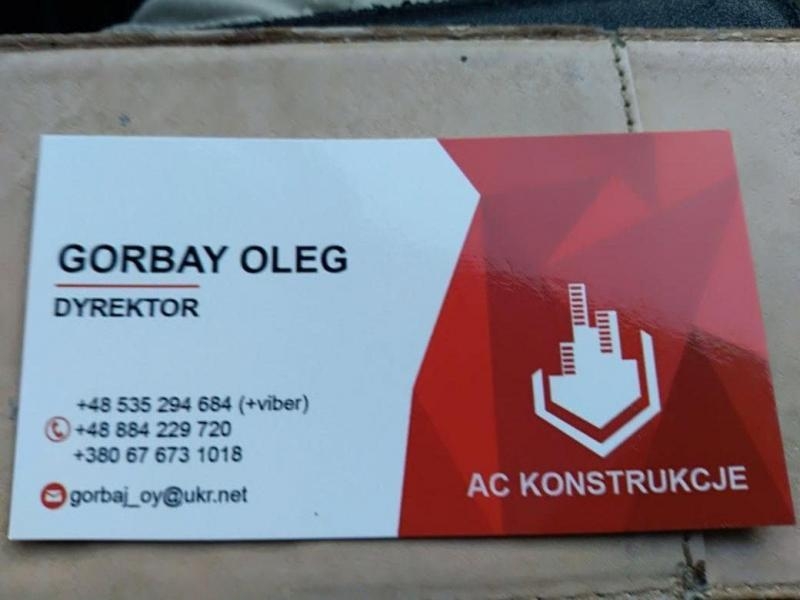 GORBAY OLEG
DYREKTOR
+48 535 294 684 (+viber)
+48 884 229 720
+380 67 673 1018
gorbaj_oy@ukr.net
AC KONSTRUKCJE